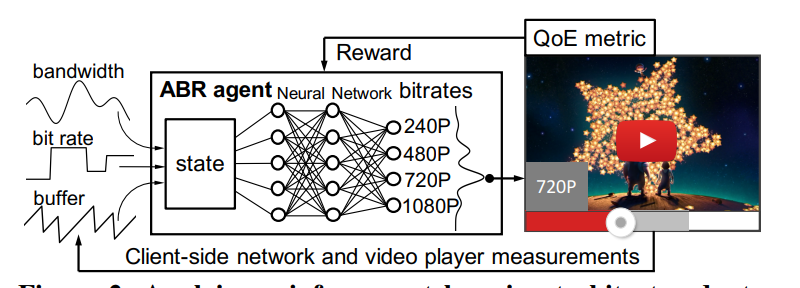 QoE metric
Reward
bandwidth
ABR agent Neural Network bitrates
240P
bit rate
480P
state
720P
720P
buffer
1080P
Client-side network and video player measurements